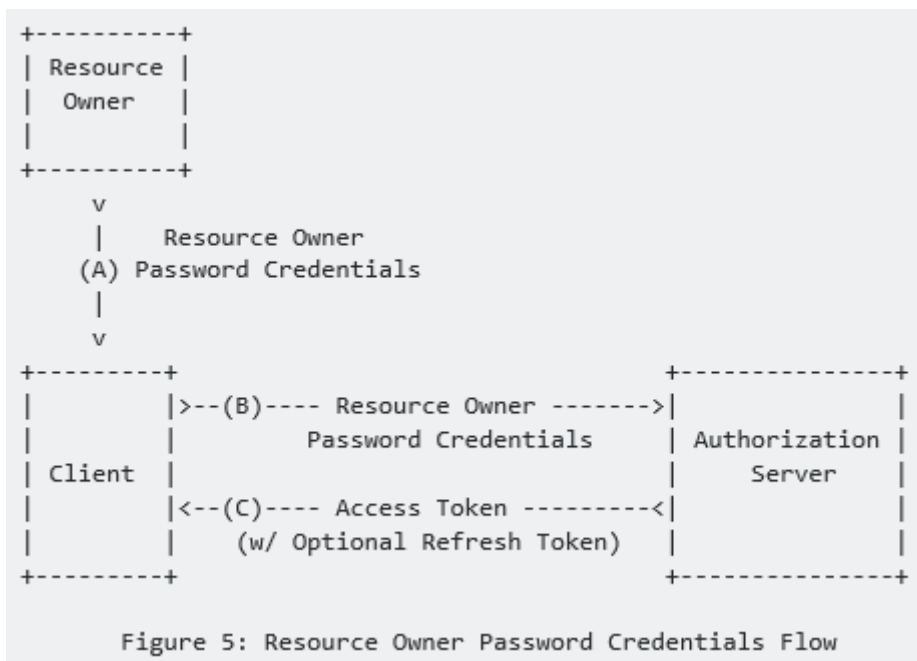 +----------+
| Resource |
|  Owner   |
|          |
+----------+
     v
     |    Resource Owner
    (A) Password Credentials
     |
     v
+---------+                                  +---------------+
|         |>--(B)---- Resource Owner ------->|               |
|         |         Password Credentials     | Authorization |
| Client  |                                  |     Server    |
|         |<--(C)---- Access Token ---------<|               |
|         |    (w/ Optional Refresh Token)   |               |
+---------+                                  +---------------+
Figure 5: Resource Owner Password Credentials Flow